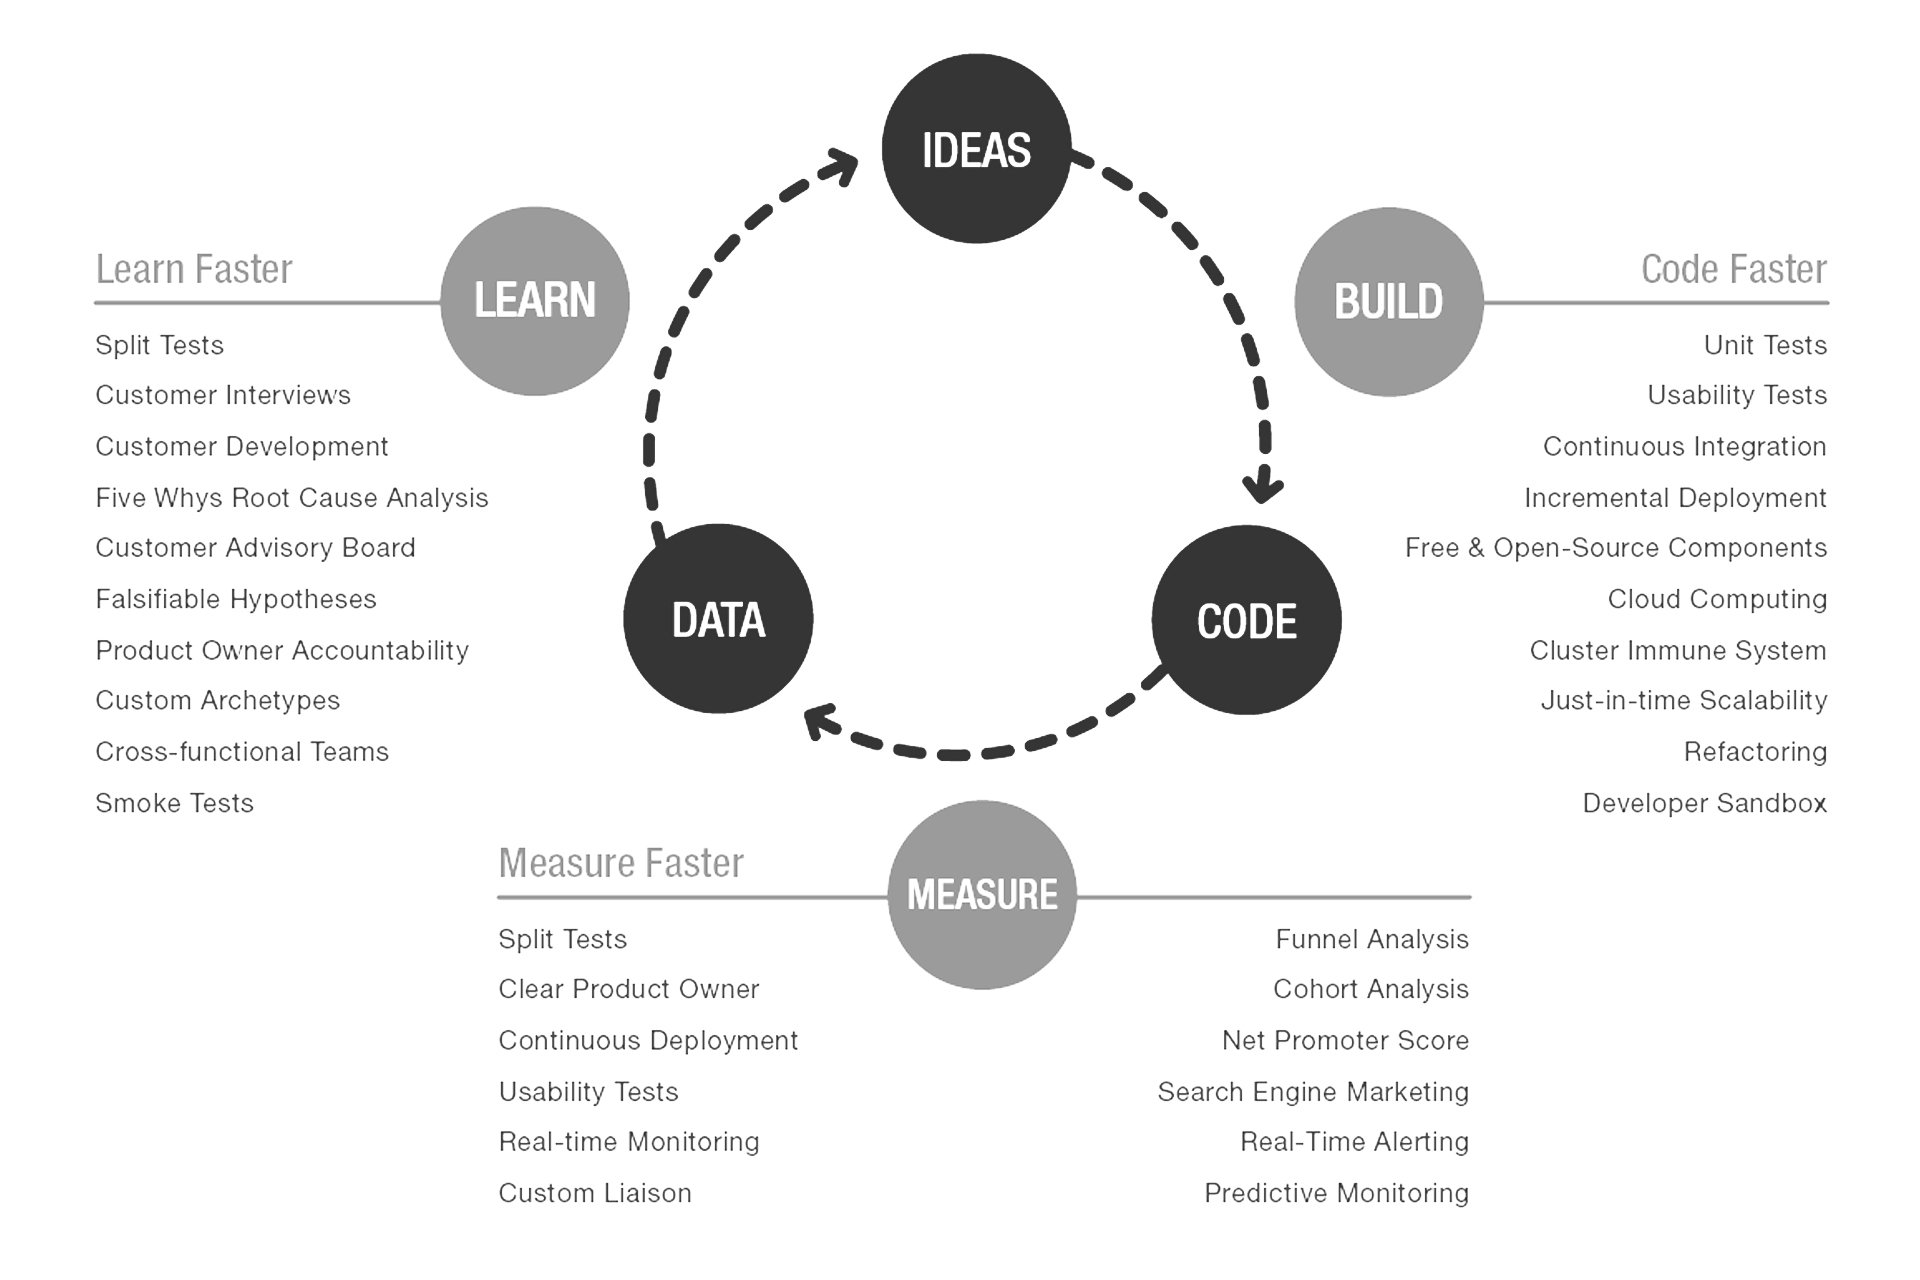 IDEAS
LEARN
BUILD
DATA
CODE
MEASURE
Learn Faster
Split Tests
Customer Interviews
Customer Development
Five Whys Root Cause Analysis
Customer Advisory Board
Falsifiable Hypotheses
Product Owner Accountability
Custom Archetypes
Cross-functional Teams
Smoke Tests
Code Faster
Unit Tests
Usability Tests
Continuous Integration
Incremental Deployment
Free & Open-Source Components
Cloud Computing
Cluster Immune System
Just-in-time Scalability
Refactoring
Developer Sandbox
Measure Faster
Split Tests
Clear Product Owner
Continuous Deployment
Usability Tests
Real-time Monitoring
Custom Liaison
Funnel Analysis
Cohort Analysis
Net Promoter Score
Search Engine Marketing
Real-Time Alerting
Predictive Monitoring